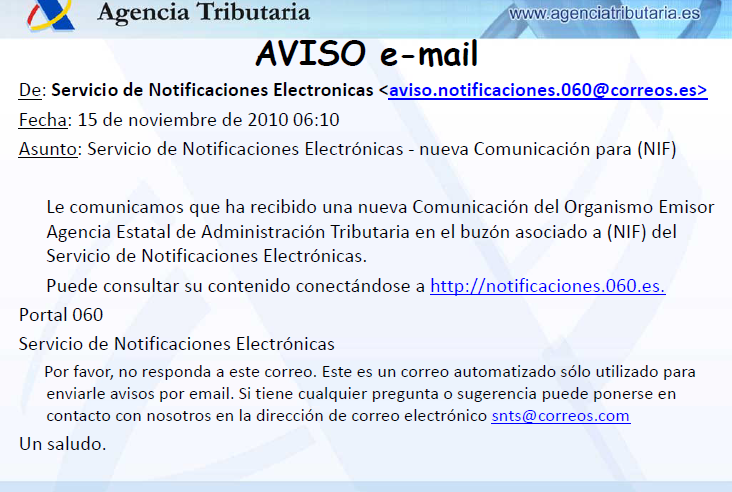 Agencia Tributaria
www.agenciatributaria.es
AVISO e-mail
De: Servicio de Notificaciones Electronicas <aviso.notificaciones.060@correos.es>
Fecha: 15 de noviembre de 2010 06:10
Asunto: Servicio de Notificaciones Electrónicas - nueva Comunicación para (NIF)
Le comunicamos que ha recibido una nueva Comunicación del Organismo Emisor
Agencia Estatal de Administración Tributaria en el buzón asociado a (NIF) del
Servicio de Notificaciones Electrónicas.
Puede consultar su contenido conectándose a http://notificaciones.060.es.
Portal 060
Servicio de Notificaciones Electrónicas
Por favor, no responda a este correo. Este es un correo automatizado sólo utilizado para
enviarle avisos por email. Si tiene cualquier pregunta o sugerencia puede ponerse en
contacto con nosotros en la dirección de correo electrónico snts@correos.com
Un saludo.